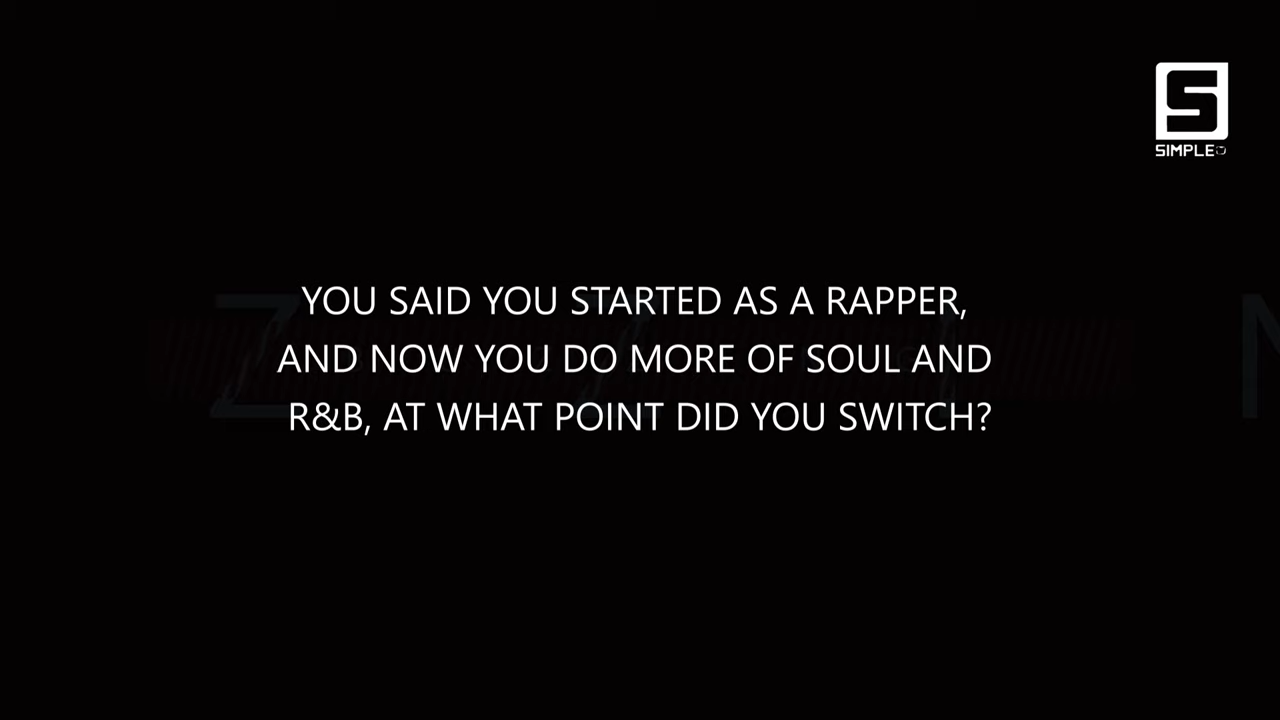 SIMPLE
YOU SAID YOU STARTED AS A RAPPER,
AND NOW YOU DO MORE OF SOUL AND
R&B, AT WHAT POINT DID YOU SWITCH?